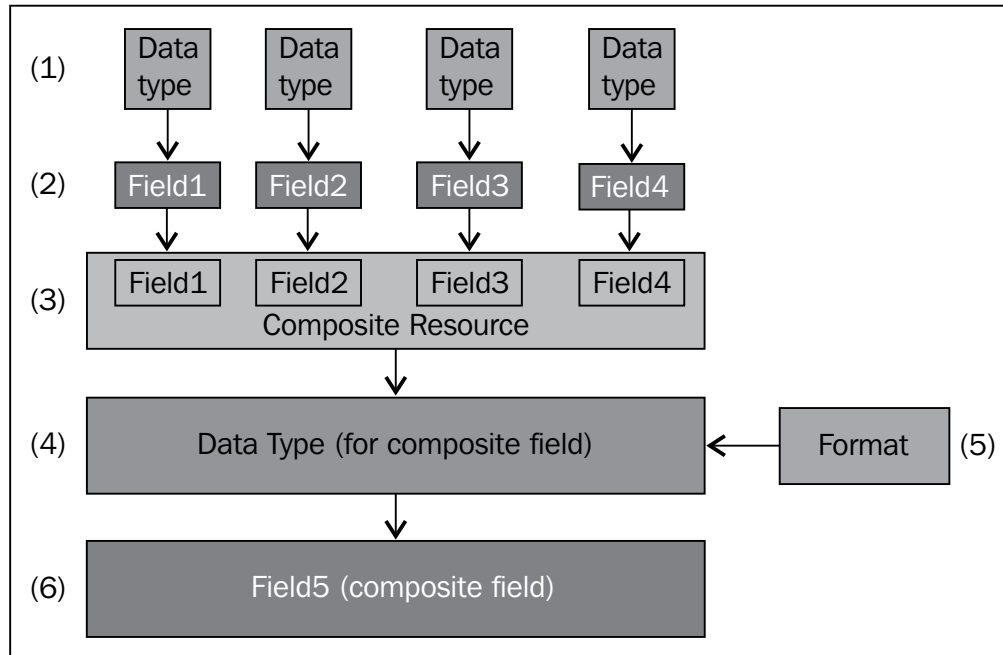 (1) Data type Data type Data type Data type
(2) Field1 Field2 Field3 Field4
(3) Field1 Field2 Field3 Field4
Composite Resource
(4) Data Type (for composite field) Format (5)
(6) Field5 (composite field)